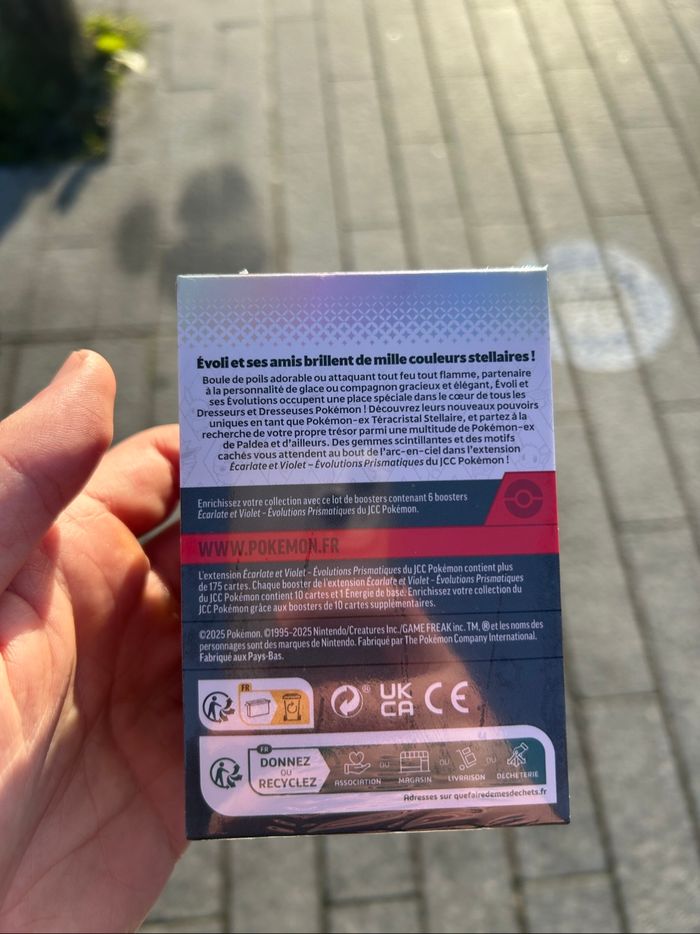 Évoli et ses amis brillent de mille couleurs stellaires !
Boule de poils adorable ou attaquant tout feu tout flamme, partenaire
à la personnalité de glace ou compagnon gracieux et élégant, Évoli et
ses Évolutions occupent une place spéciale dans le cœur de tous les
Dresseurs et Dresseuses Pokémon ! Découvrez leurs nouveaux pouvoirs
uniques en tant que Pokémon-ex Téracristal Stellaire, et partez à la
recherche de votre propre trésor parmi une multitude de Pokémon-ex
de Paldea et d'ailleurs. Des gemmes scintillantes et des motifs
cachés vous attendent au bout de l'arc-en-ciel dans l'extension
Écarlate et Violet – Évolutions Prismatiques du JCC Pokémon !
Enrichissez votre collection avec ce lot de boosters contenant 6 boosters
Écarlate et Violet – Évolutions Prismatiques du JCC Pokémon.
WWW.POKEMON.FR
L'extension Écarlate et Violet – Évolutions Prismatiques du JCC Pokémon contient plus
de 175 cartes. Chaque booster de l'extension Écarlate et Violet – Évolutions Prismatiques
du JCC Pokémon contient 10 cartes et 1 Énergie de base. Enrichissez votre collection du
JCC Pokémon grâce aux boosters de 10 cartes supplémentaires.
©2025 Pokémon. ©1995–2025 Nintendo/Creatures Inc./GAME FREAK inc. TM, ® et les noms des
personnages sont des marques de Nintendo. Fabriqué par The Pokémon Company International.
Fabriqué aux Pays-Bas.
FR
® UK CA CE
FR
DONNEZ OU RECYCLEZ
ASSOCIATION OU MAGASIN OU LIVRAISON OU DÉCHÈTERIE
Adresses sur quefairedemesdechets.fr